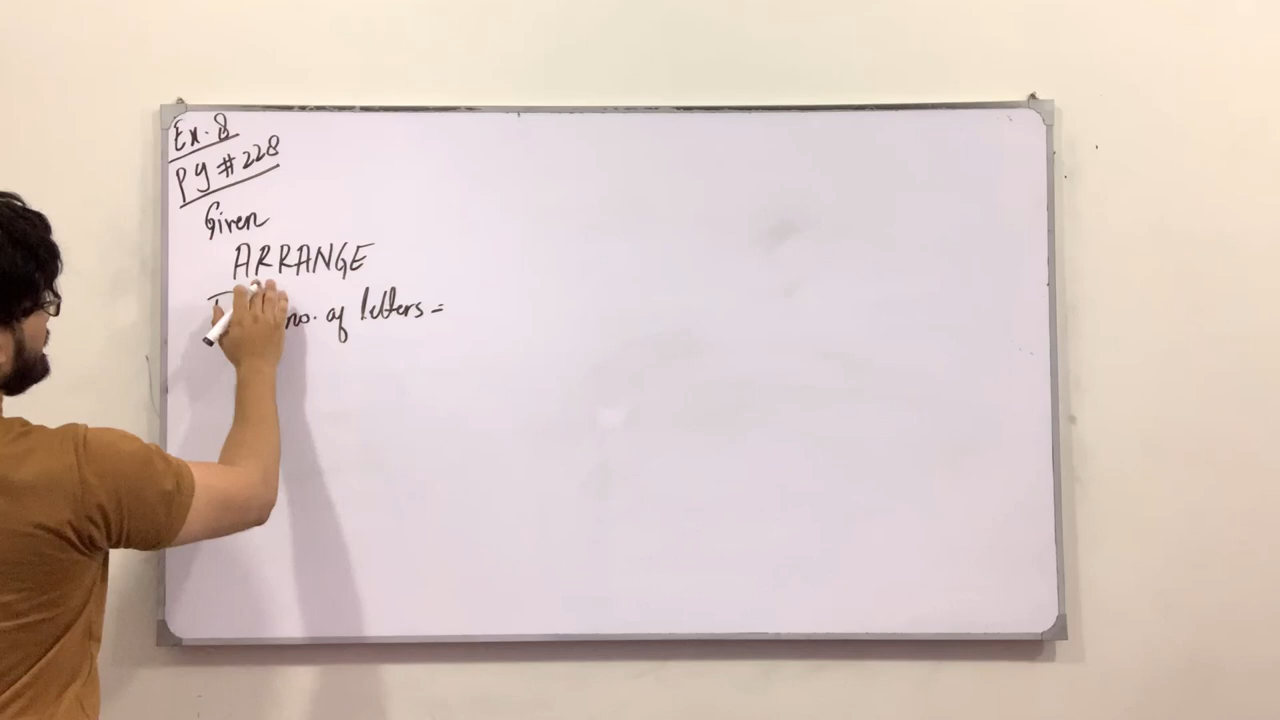 Ex. 8
Pg # 228
Given
ARRANGE
no. of letters =